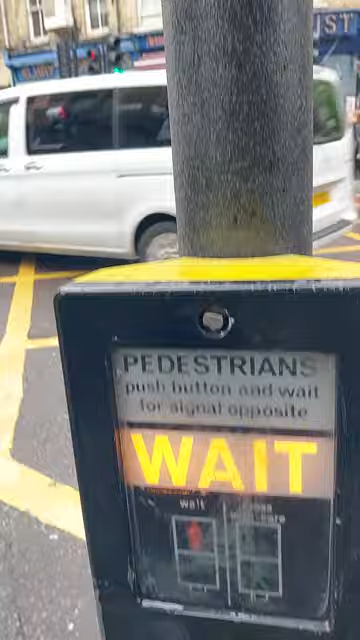 PEDESTRIANS
push button and wait
for signal opposite
WAIT
wait